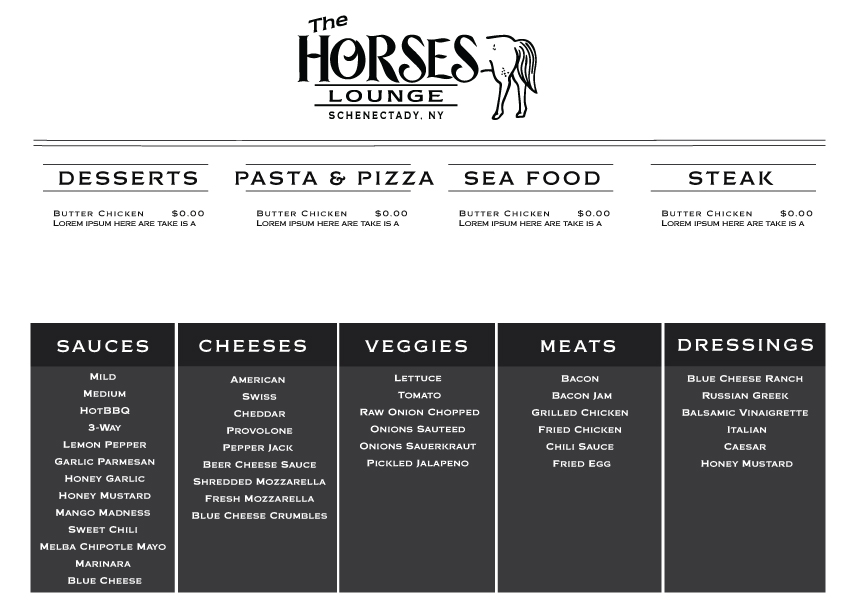 The
HORSES
LOUNGE
SCHENECTADY, NY
DESSERTS
Butter Chicken $0.00
Lorem ipsum here are take is a
PASTA & PIZZA
Butter Chicken $0.00
Lorem ipsum here are take is a
SEA FOOD
Butter Chicken $0.00
Lorem ipsum here are take is a
STEAK
Butter Chicken $0.00
Lorem ipsum here are take is a
SAUCES
Mild
Medium
HotBBQ
3-Way
Lemon Pepper
Garlic Parmesan
Honey Garlic
Honey Mustard
Mango Madness
Sweet Chili
Melba Chipotle Mayo
Marinara
Blue Cheese
CHEESES
American
Swiss
Cheddar
Provolone
Pepper Jack
Beer Cheese Sauce
Shredded Mozzarella
Fresh Mozzarella
Blue Cheese Crumbles
VEGGIES
Lettuce
Tomato
Raw Onion Chopped
Onions Sauteed
Onions Sauerkraut
Pickled Jalapeno
MEATS
Bacon
Bacon Jam
Grilled Chicken
Fried Chicken
Chili Sauce
Fried Egg
DRESSINGS
Blue Cheese Ranch
Russian Greek
Balsamic Vinaigrette
Italian
Caesar
Honey Mustard